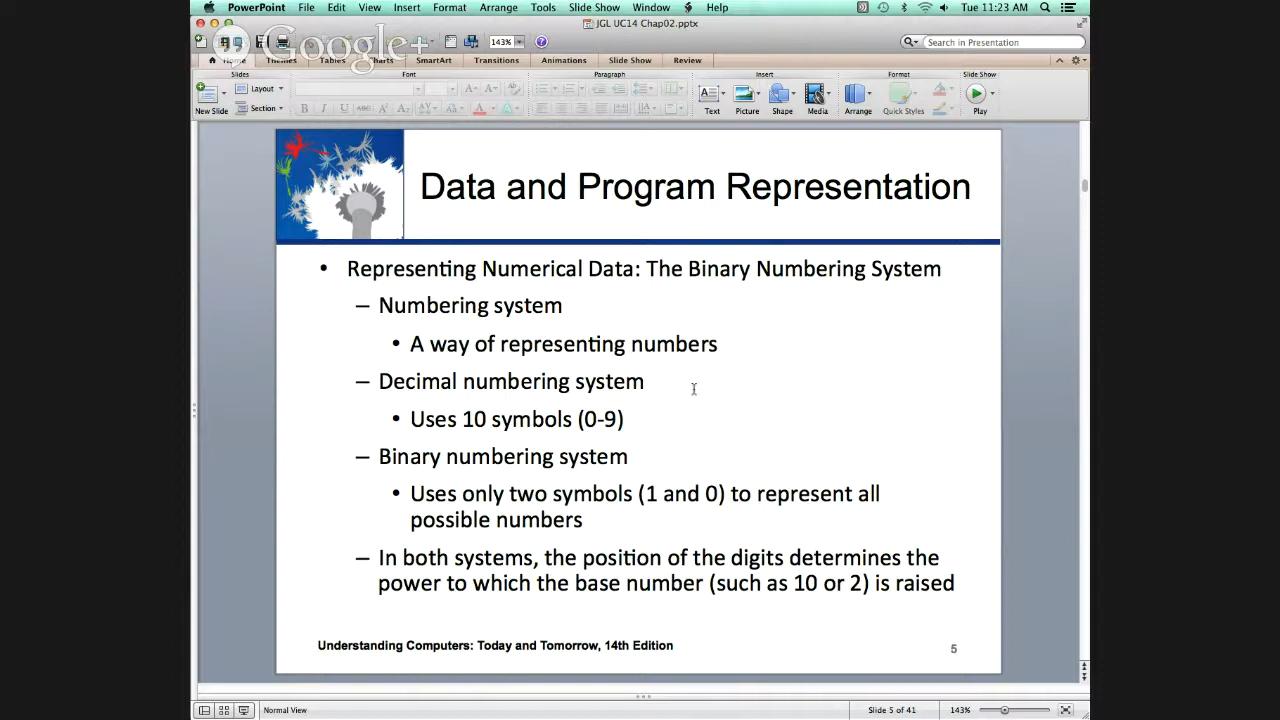 PowerPoint File Edit View Insert Format Arrange Tools Slide Show Window Help Tue 11:23 AM
JGL UC14 Chap02.pptx
Google+
143% Search in Presentation
Home Themes Tables Charts SmartArt Transitions Animations Slide Show Review
Slides Font Paragraph Insert Format Slide Show
Layout
New Slide Section Text Picture Shape Media Arrange Quick Styles Play
Data and Program Representation
• Representing Numerical Data: The Binary Numbering System
– Numbering system
• A way of representing numbers
– Decimal numbering system
• Uses 10 symbols (0-9)
– Binary numbering system
• Uses only two symbols (1 and 0) to represent all
possible numbers
– In both systems, the position of the digits determines the
power to which the base number (such as 10 or 2) is raised
Understanding Computers: Today and Tomorrow, 14th Edition 5
Normal View Slide 5 of 41 143%